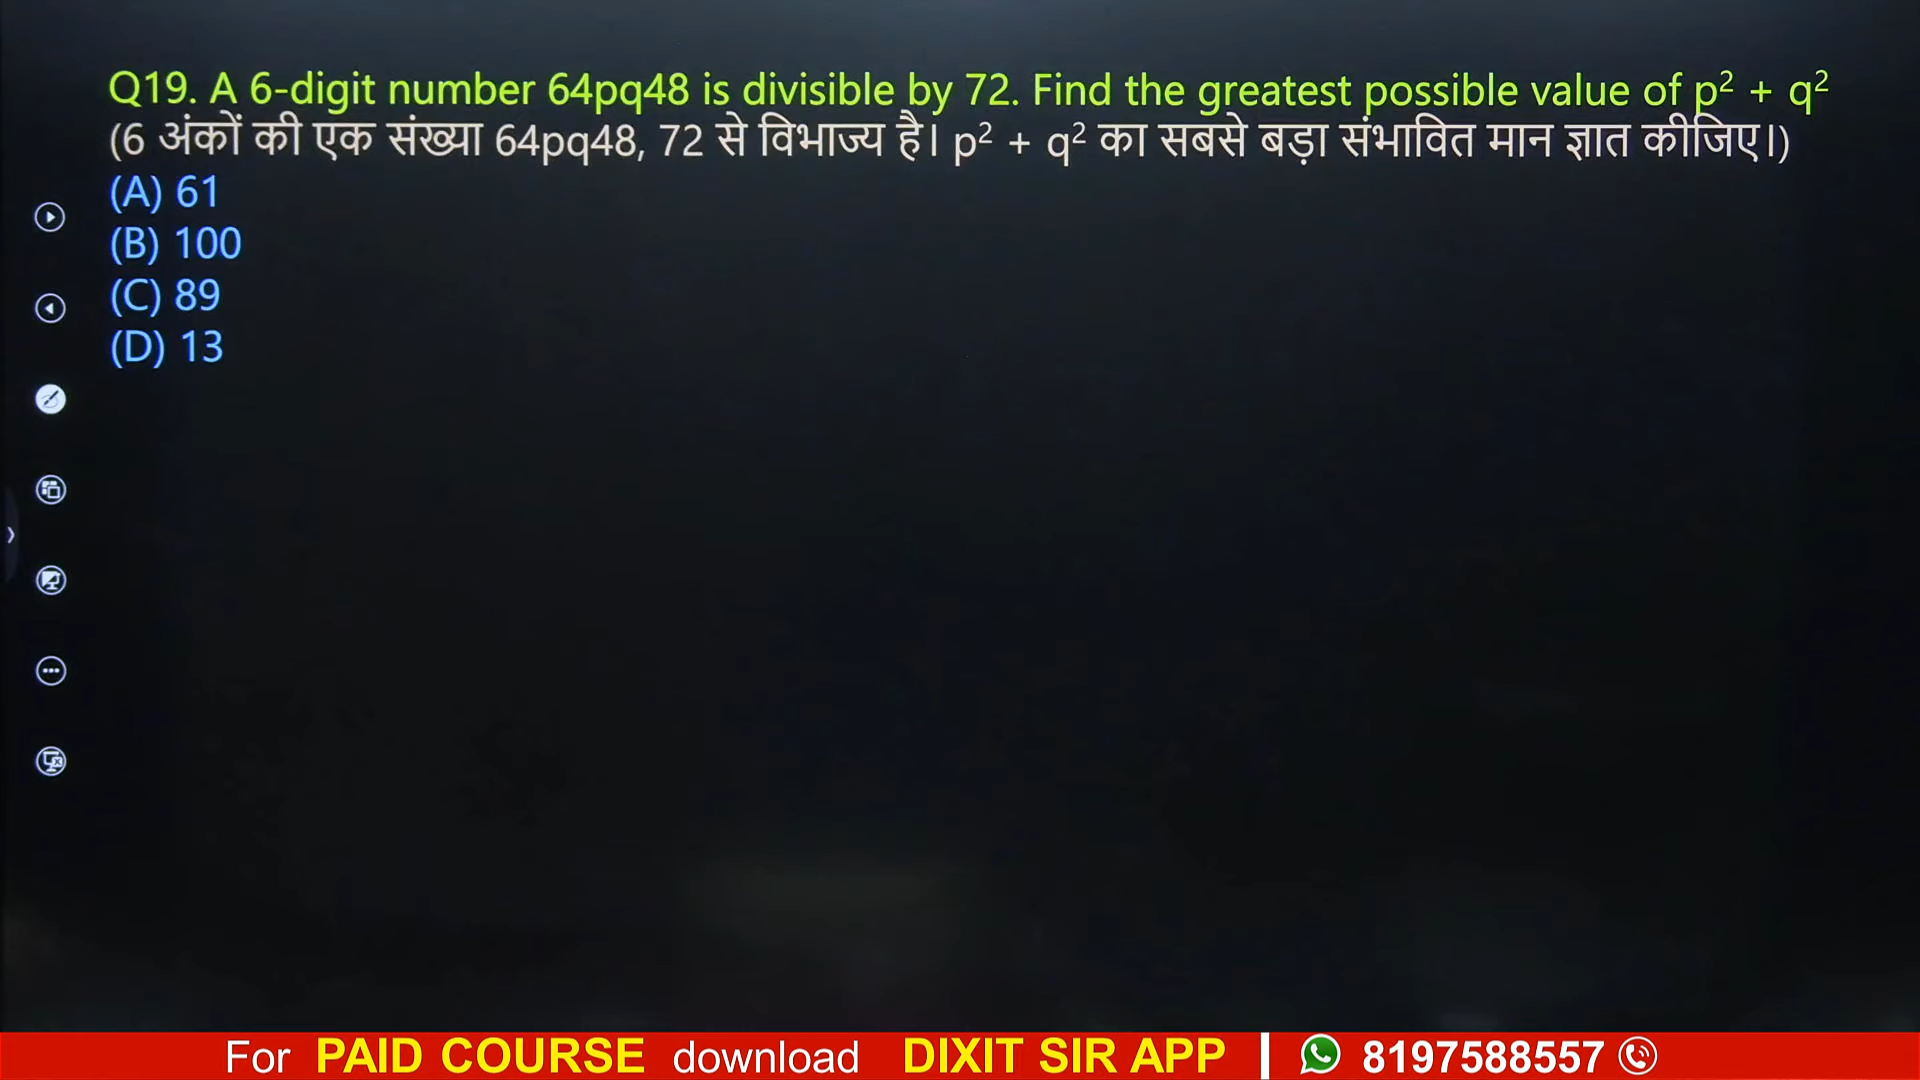 Q19. A 6-digit number 64pq48 is divisible by 72. Find the greatest possible value of p² + q²
(6 अंकों की एक संख्या 64pq48, 72 से विभाज्य है। p² + q² का सबसे बड़ा संभावित मान ज्ञात कीजिए।)
(A) 61
(B) 100
(C) 89
(D) 13
For PAID COURSE download DIXIT SIR APP | 8197588557